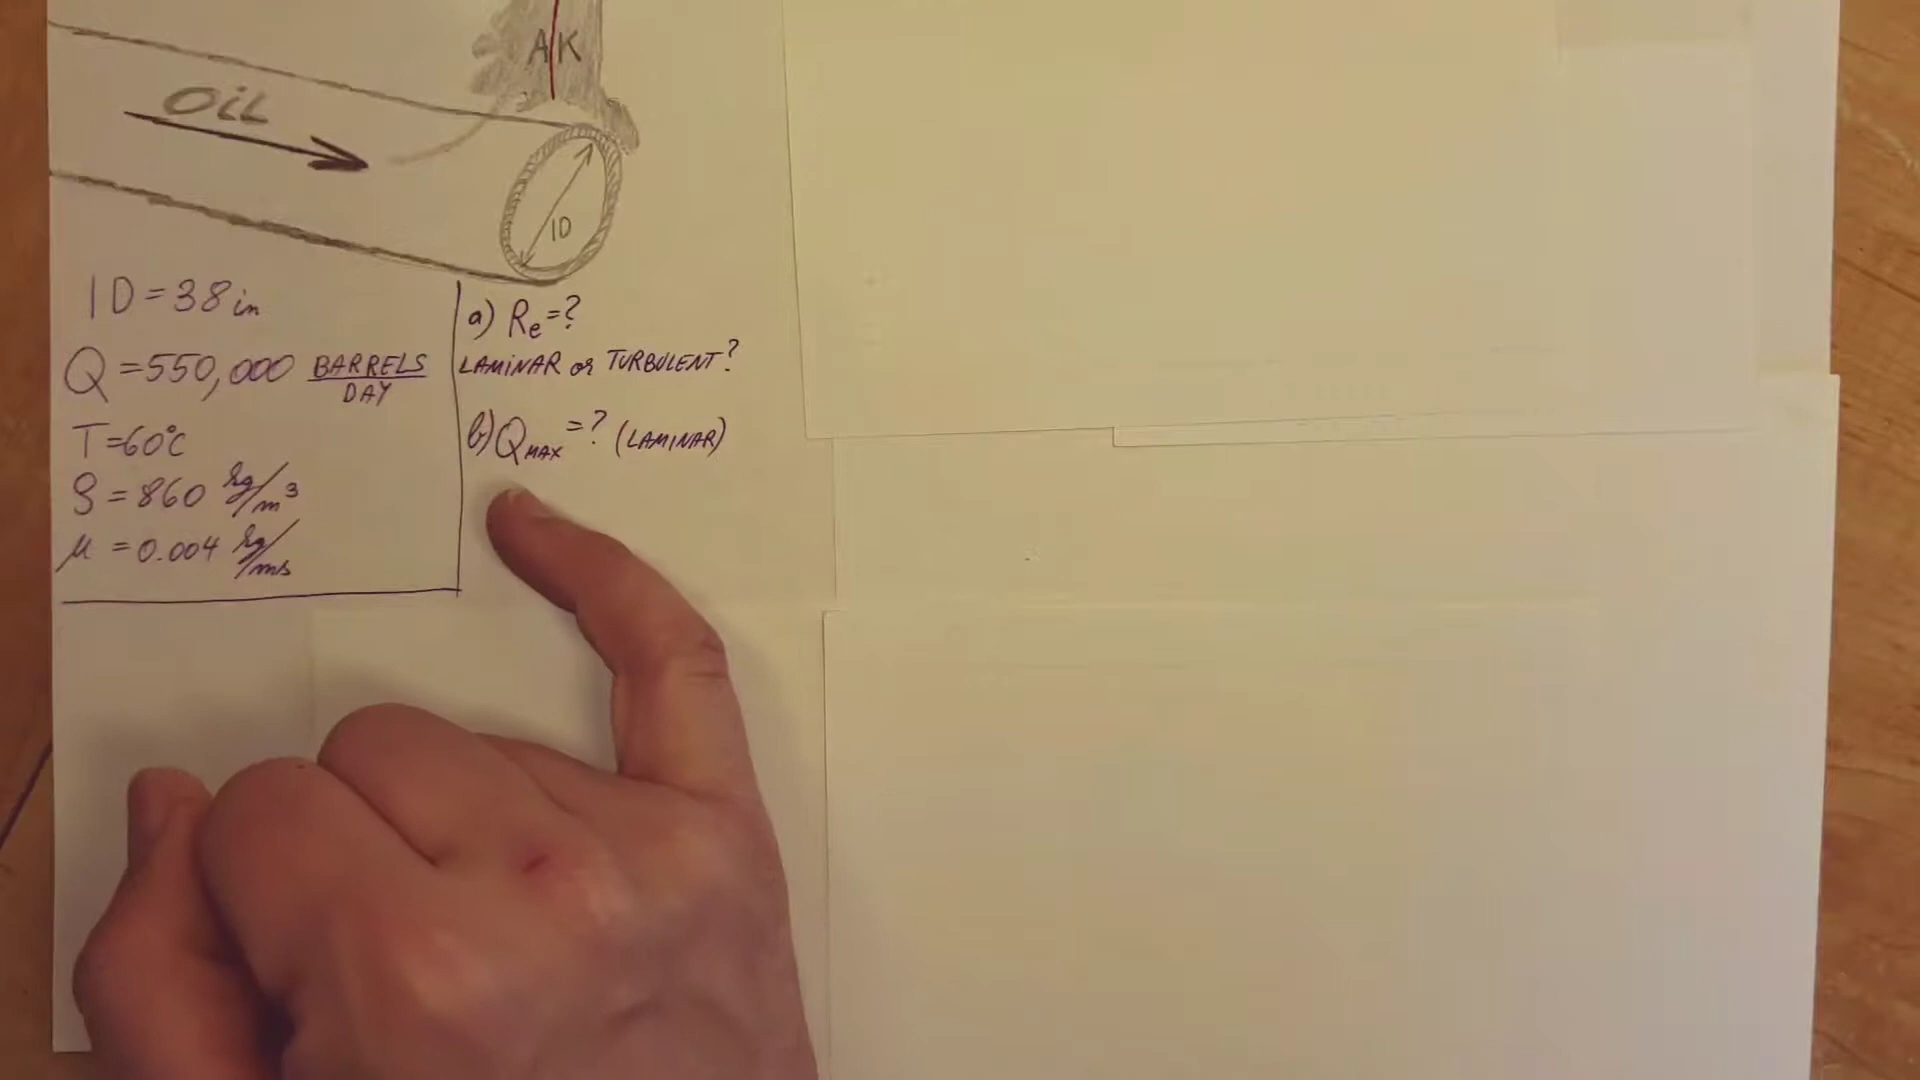 A K
OIL
ID
ID = 38 in
Q = 550,000 BARRELS/DAY
T = 60°C
ρ = 860 kg/m³
μ = 0.004 kg/ms
a) Re = ?
LAMINAR or TURBULENT?
b) QMAX = ? (LAMINAR)